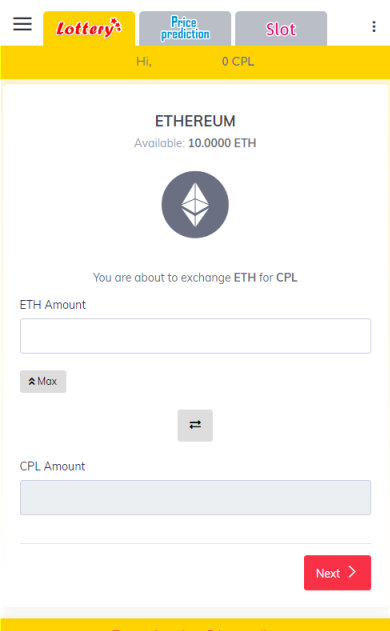 Lottery
Price
prediction
Slot
Hi,
0 CPL
ETHEREUM
Available: 10.0000 ETH
You are about to exchange ETH for CPL
ETH Amount
Max
CPL Amount
Next